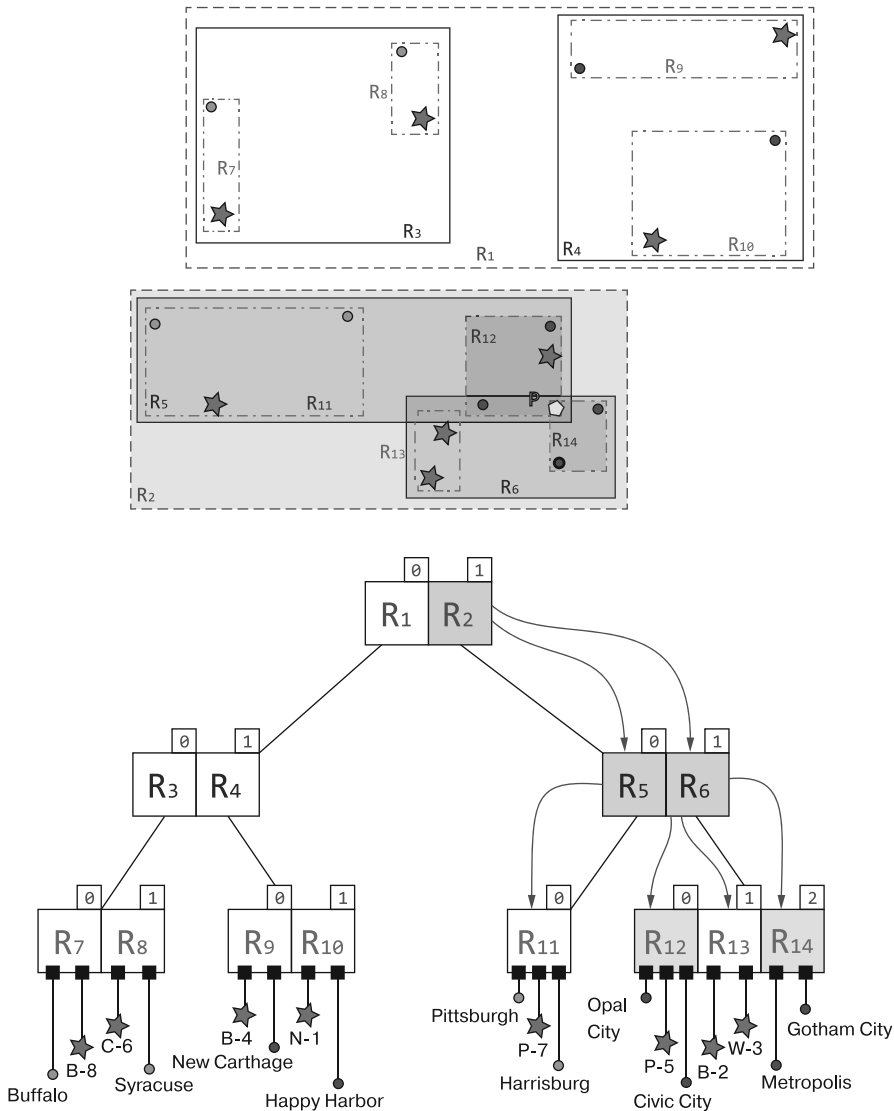 R8
R9
R7
R3
R4
R10
R1
R12
R5
R11
P
R13
R14
R6
R2
0 1
R1 R2
0 1
R3 R4
0 1
R5 R6
0 1
R7 R8
0 1
R9 R10
0
R11
0 1 2
R12 R13 R14
Buffalo
B-8
C-6
Syracuse
B-4
New Carthage
N-1
Happy Harbor
Pittsburgh
P-7
Harrisburg
Opal
City
P-5
Civic City
B-2
W-3
Metropolis
Gotham City